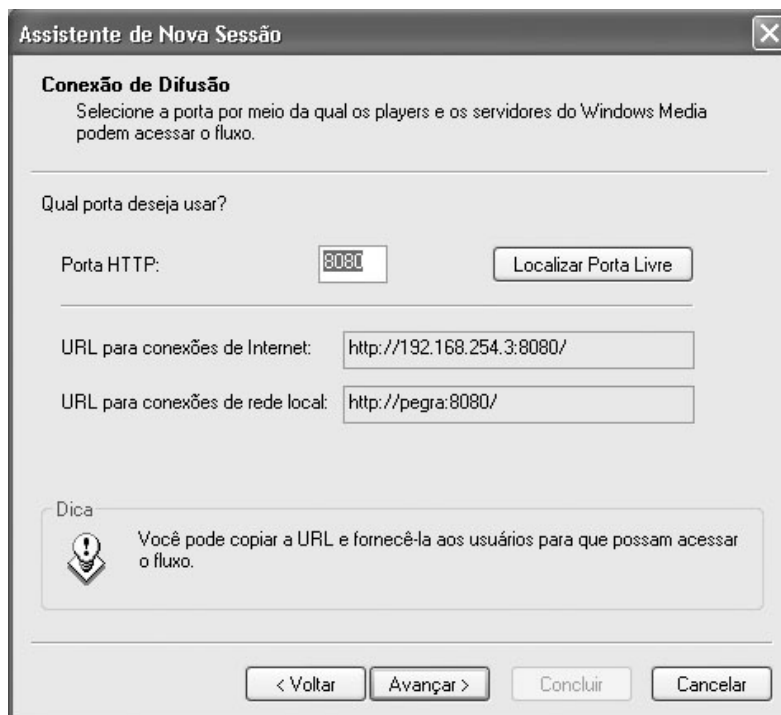 Assistente de Nova Sessão
Conexão de Difusão
Selecione a porta por meio da qual os players e os servidores do Windows Media
podem acessar o fluxo.
Qual porta deseja usar?
Porta HTTP: 8080 Localizar Porta Livre
URL para conexões de Internet: http://192.168.254.3:8080/
URL para conexões de rede local: http://pegra:8080/
Dica
Você pode copiar a URL e fornecê-la aos usuários para que possam acessar
o fluxo.
< Voltar Avançar > Concluir Cancelar